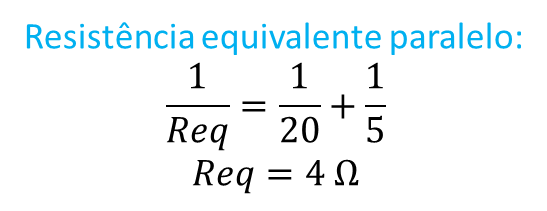 Resistência equivalente paralelo:
1/Req = 1/20 + 1/5
Req = 4 Ω